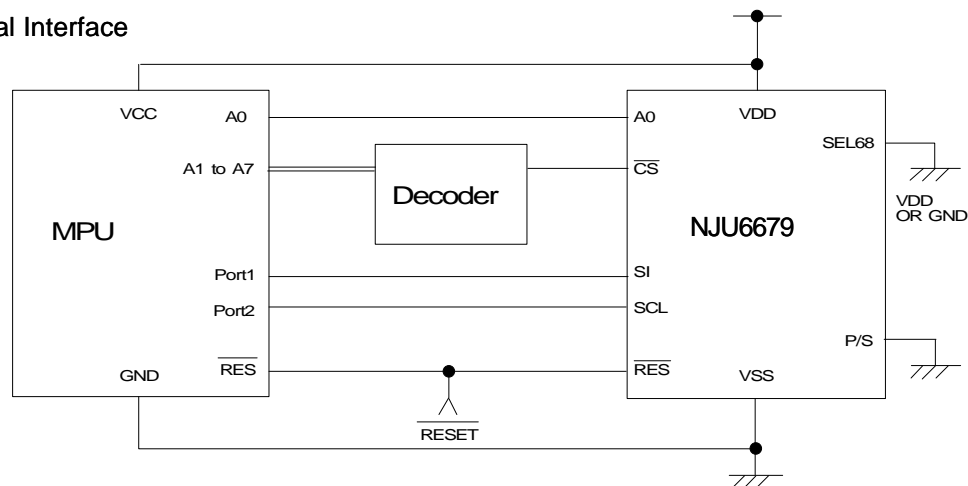 al Interface
VCC
A0
A1 to A7
MPU
Port1
Port2
RES
GND
Decoder
RESET
A0
VDD
SEL68
CS
VDD
OR GND
NJU6679
SI
SCL
P/S
RES
VSS